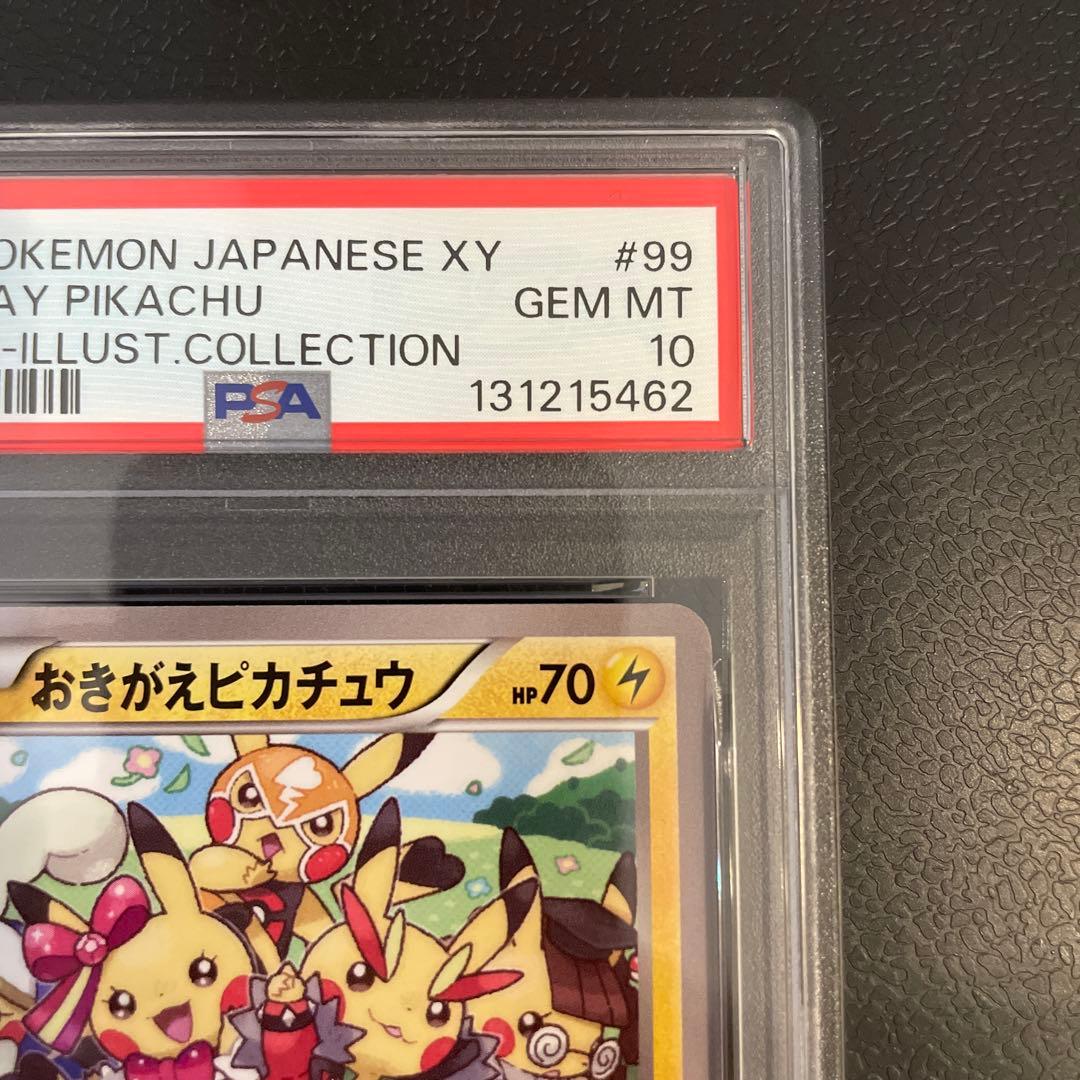 OKEMON JAPANESE XY #99
AY PIKACHU GEM MT
-ILLUST.COLLECTION 10
PSA 131215462
おきがえピカチュウ HP70